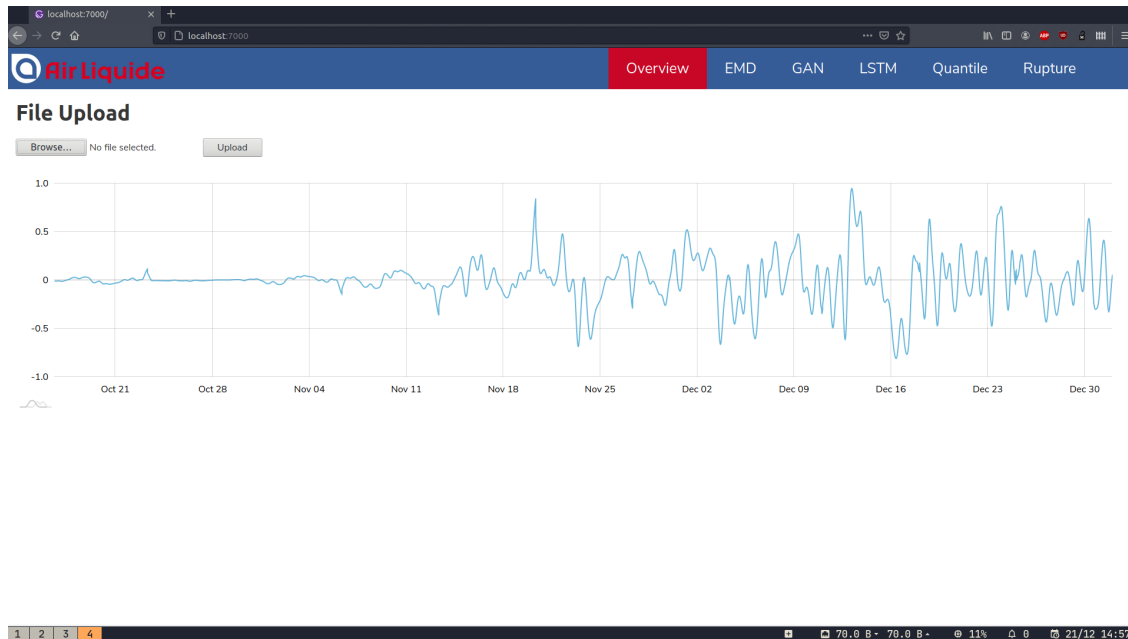 localhost:7000/ × +
localhost:7000 ABP
Air Liquide Overview EMD GAN LSTM Quantile Rupture
File Upload
Browse... No file selected. Upload
1.0
0.5
0
-0.5
-1.0
Oct 21 Oct 28 Nov 04 Nov 11 Nov 18 Nov 25 Dec 02 Dec 09 Dec 16 Dec 23 Dec 30
1 2 3 4 70.0 B 70.0 B 11% 0 21/12 14:57